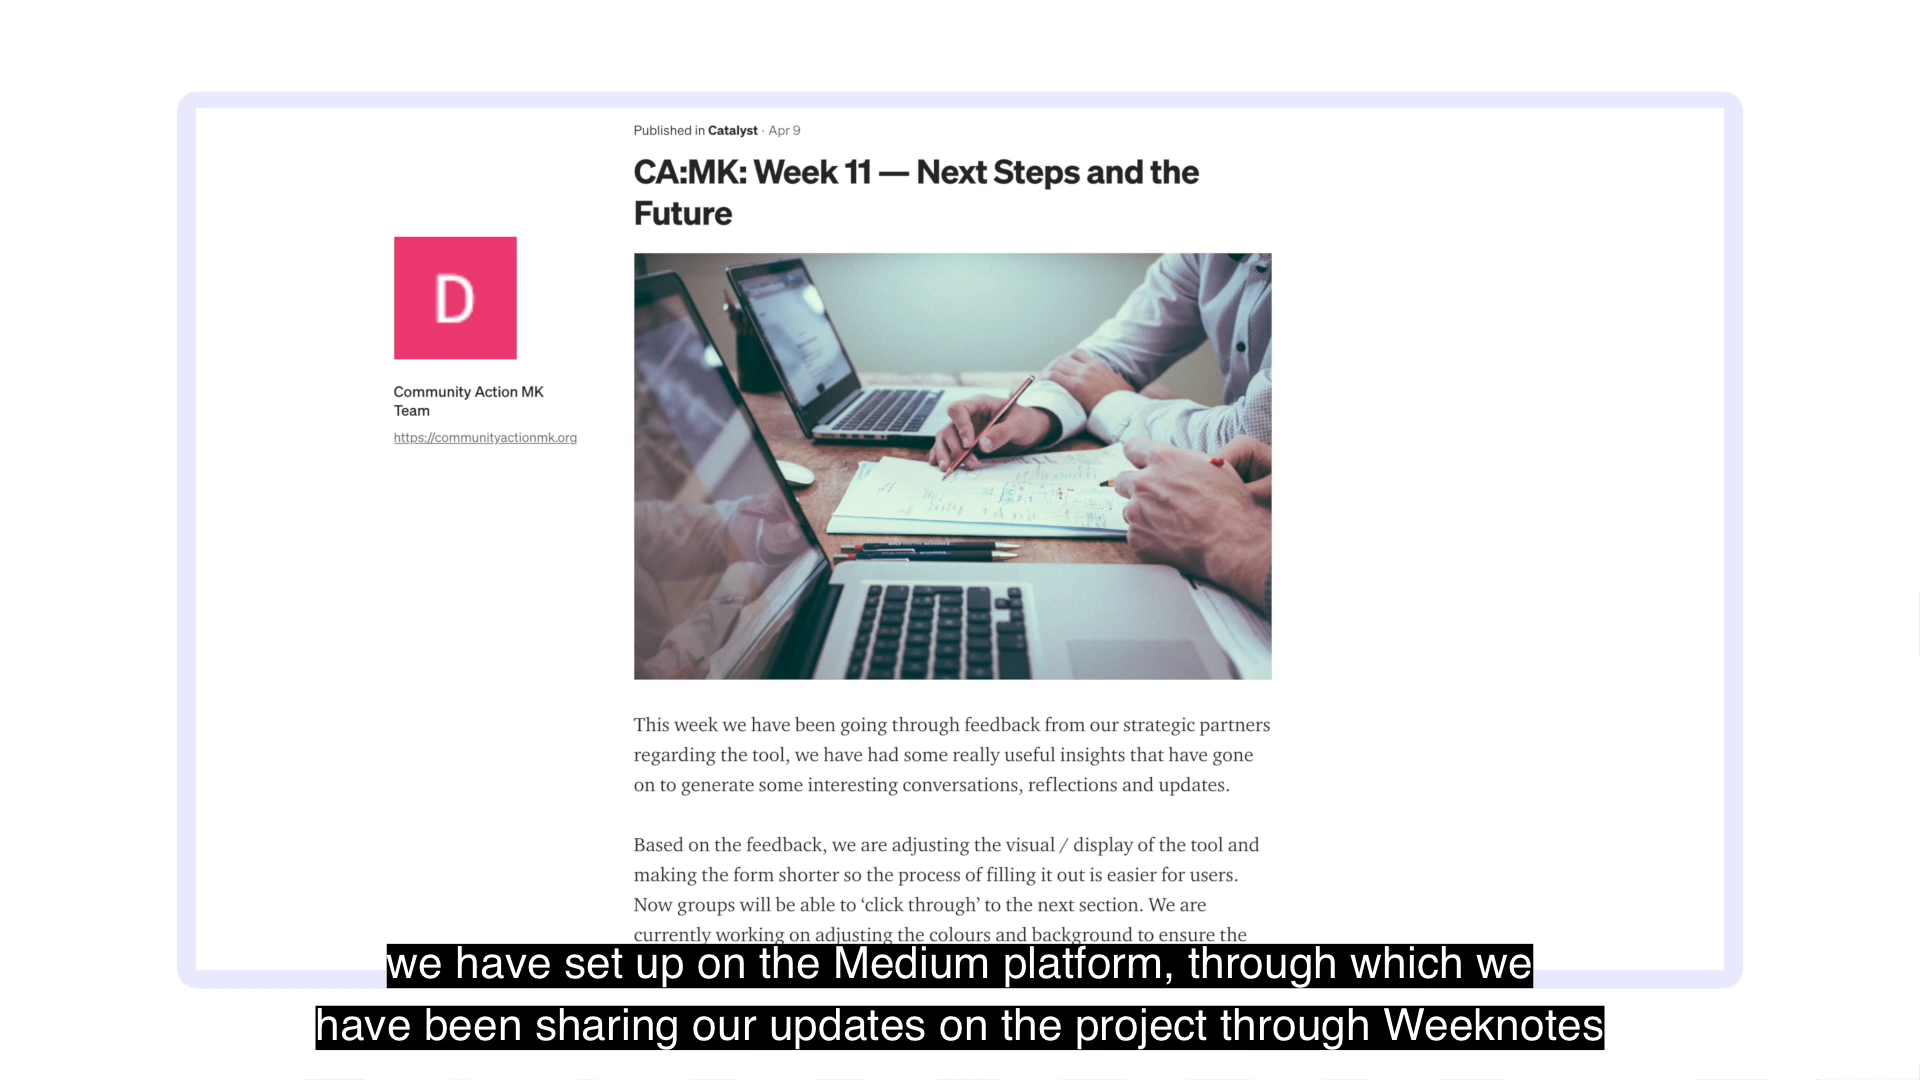 Published in Catalyst · Apr 9
CA:MK: Week 11 — Next Steps and the
Future
D
Community Action MK
Team
https://communityactionmk.org
This week we have been going through feedback from our strategic partners
regarding the tool, we have had some really useful insights that have gone
on to generate some interesting conversations, reflections and updates.
Based on the feedback, we are adjusting the visual / display of the tool and
making the form shorter so the process of filling it out is easier for users.
Now groups will be able to ‘click through’ to the next section. We are
currently working on adjusting the colours and background to ensure the
we have set up on the Medium platform, through which we
have been sharing our updates on the project through Weeknotes